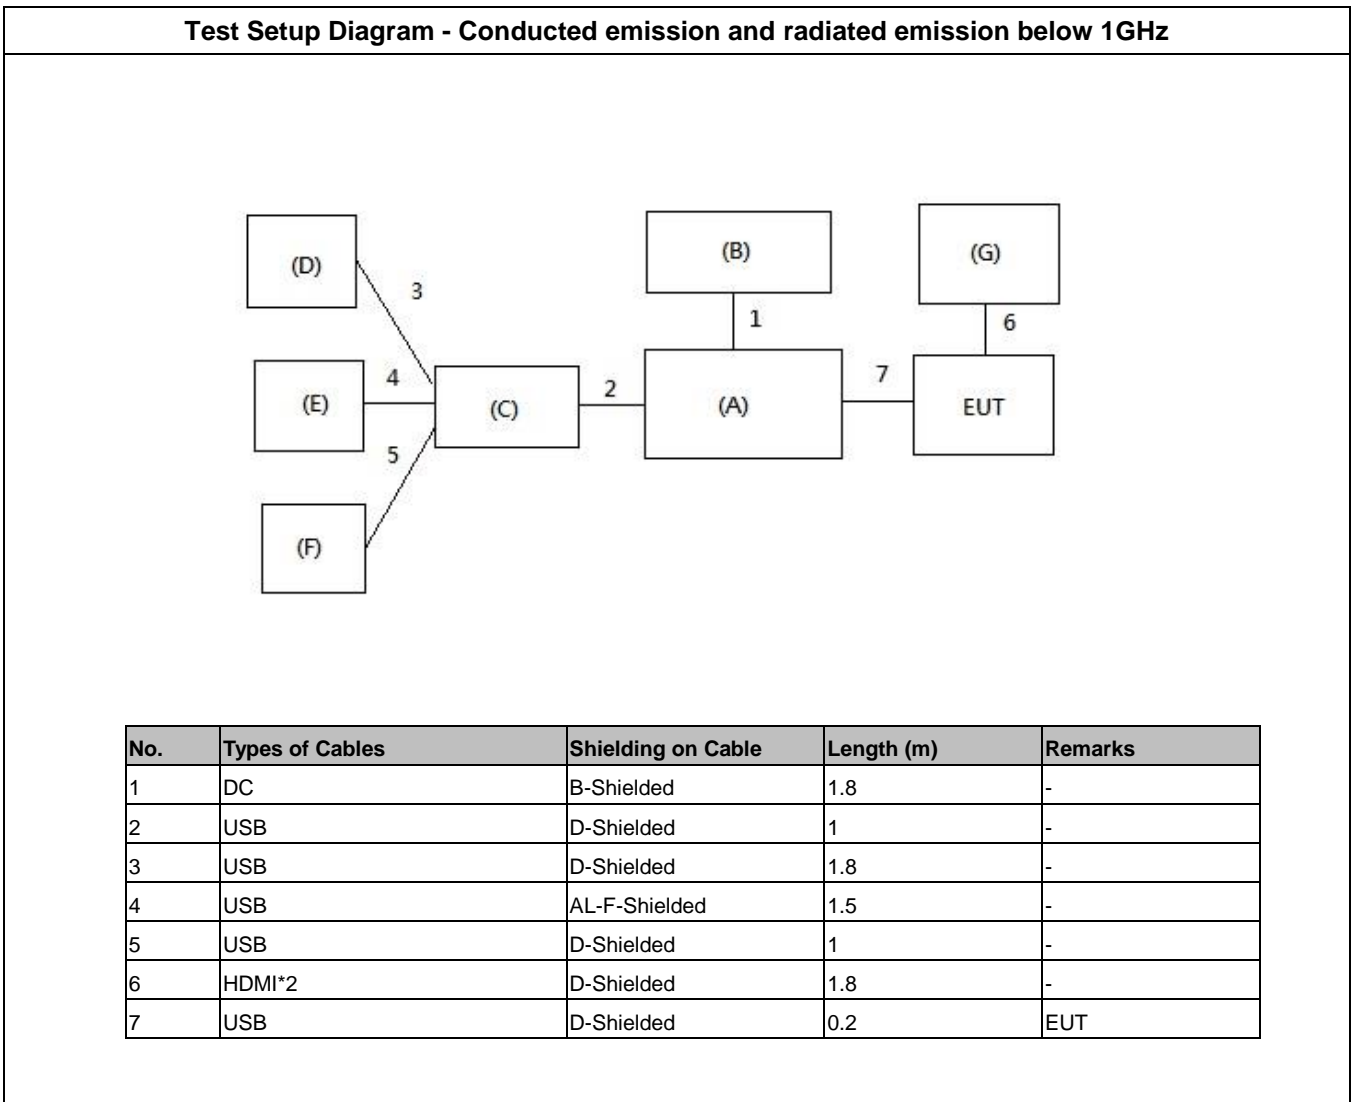 Test Setup Diagram - Conducted emission and radiated emission below 1GHz
(D)
(B)
(G)
3
1
6
4
2
7
(E)
(C)
(A)
EUT
5
(F)
No. Types of Cables Shielding on Cable Length (m) Remarks
1 DC B-Shielded 1.8 -
2 USB D-Shielded 1 -
3 USB D-Shielded 1.8 -
4 USB AL-F-Shielded 1.5 -
5 USB D-Shielded 1 -
6 HDMI*2 D-Shielded 1.8 -
7 USB D-Shielded 0.2 EUT